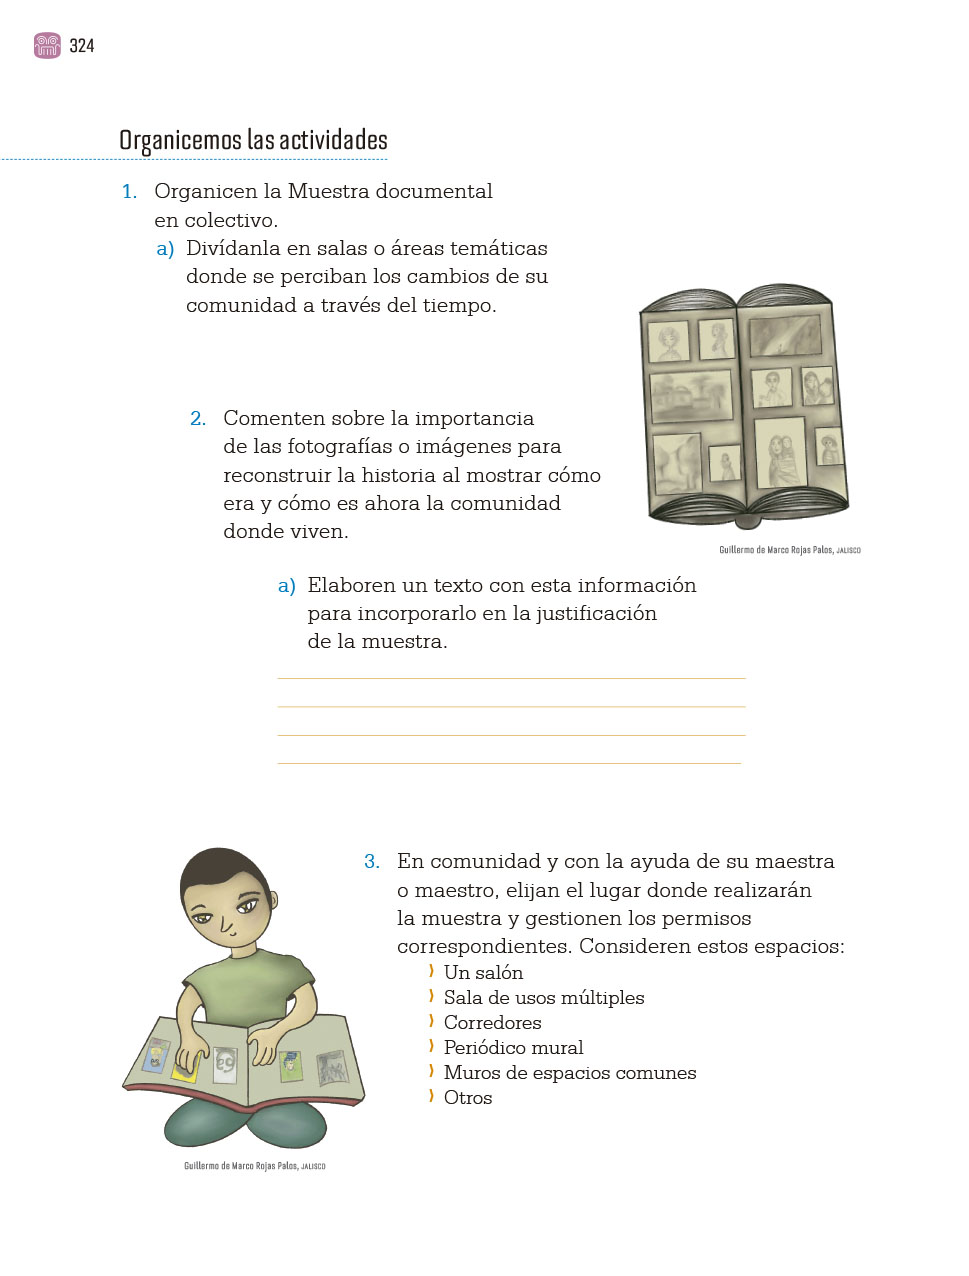 324
Organicemos las actividades
1. Organicen la Muestra documental
en colectivo.
a) Divídanla en salas o áreas temáticas
donde se perciban los cambios de su
comunidad a través del tiempo.
2. Comenten sobre la importancia
de las fotografías o imágenes para
reconstruir la historia al mostrar cómo
era y cómo es ahora la comunidad
donde viven.
Guillermo de Marco Rojas Palos, JALISCO
a) Elaboren un texto con esta información
para incorporarlo en la justificación
de la muestra.
3. En comunidad y con la ayuda de su maestra
o maestro, elijan el lugar donde realizarán
la muestra y gestionen los permisos
correspondientes. Consideren estos espacios:
› Un salón
› Sala de usos múltiples
› Corredores
› Periódico mural
› Muros de espacios comunes
› Otros
Guillermo de Marco Rojas Palos, JALISCO